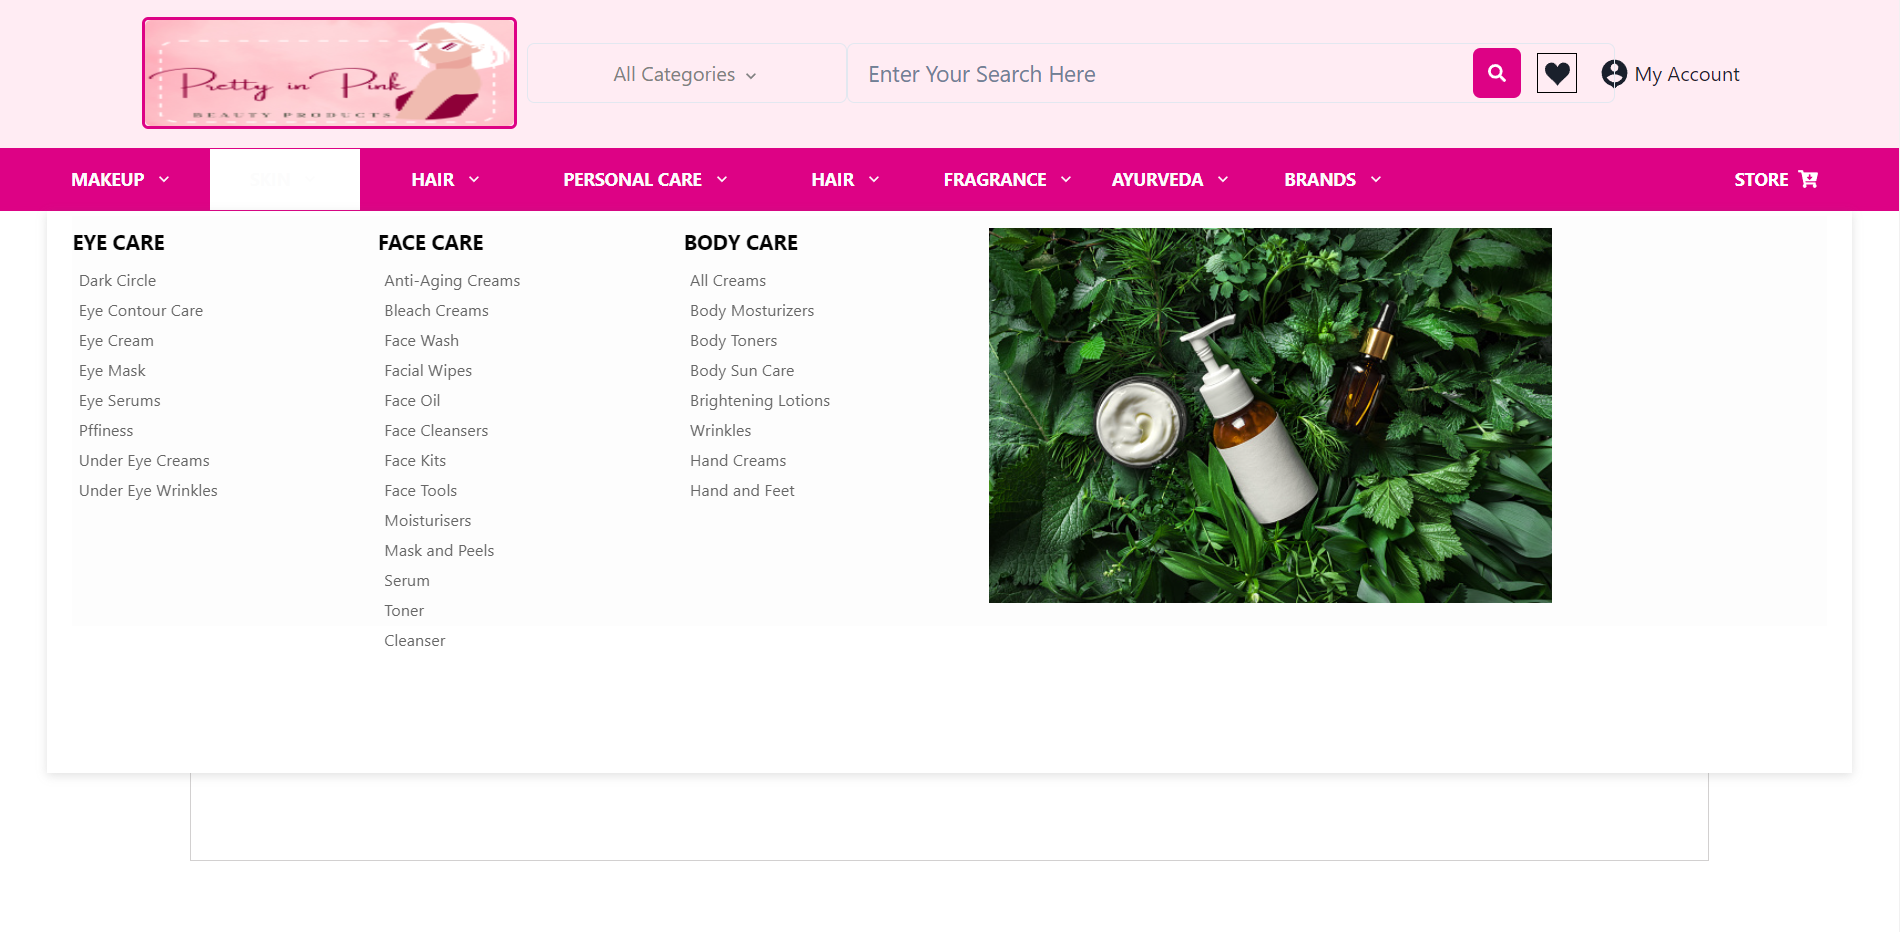 Pretty in Pink
BEAUTY PRODUCTS
All Categories
Enter Your Search Here
My Account
MAKEUP
SKIN
HAIR
PERSONAL CARE
HAIR
FRAGRANCE
AYURVEDA
BRANDS
STORE
EYE CARE
Dark Circle
Eye Contour Care
Eye Cream
Eye Mask
Eye Serums
Pffiness
Under Eye Creams
Under Eye Wrinkles
FACE CARE
Anti-Aging Creams
Bleach Creams
Face Wash
Facial Wipes
Face Oil
Face Cleansers
Face Kits
Face Tools
Moisturisers
Mask and Peels
Serum
Toner
Cleanser
BODY CARE
All Creams
Body Mosturizers
Body Toners
Body Sun Care
Brightening Lotions
Wrinkles
Hand Creams
Hand and Feet